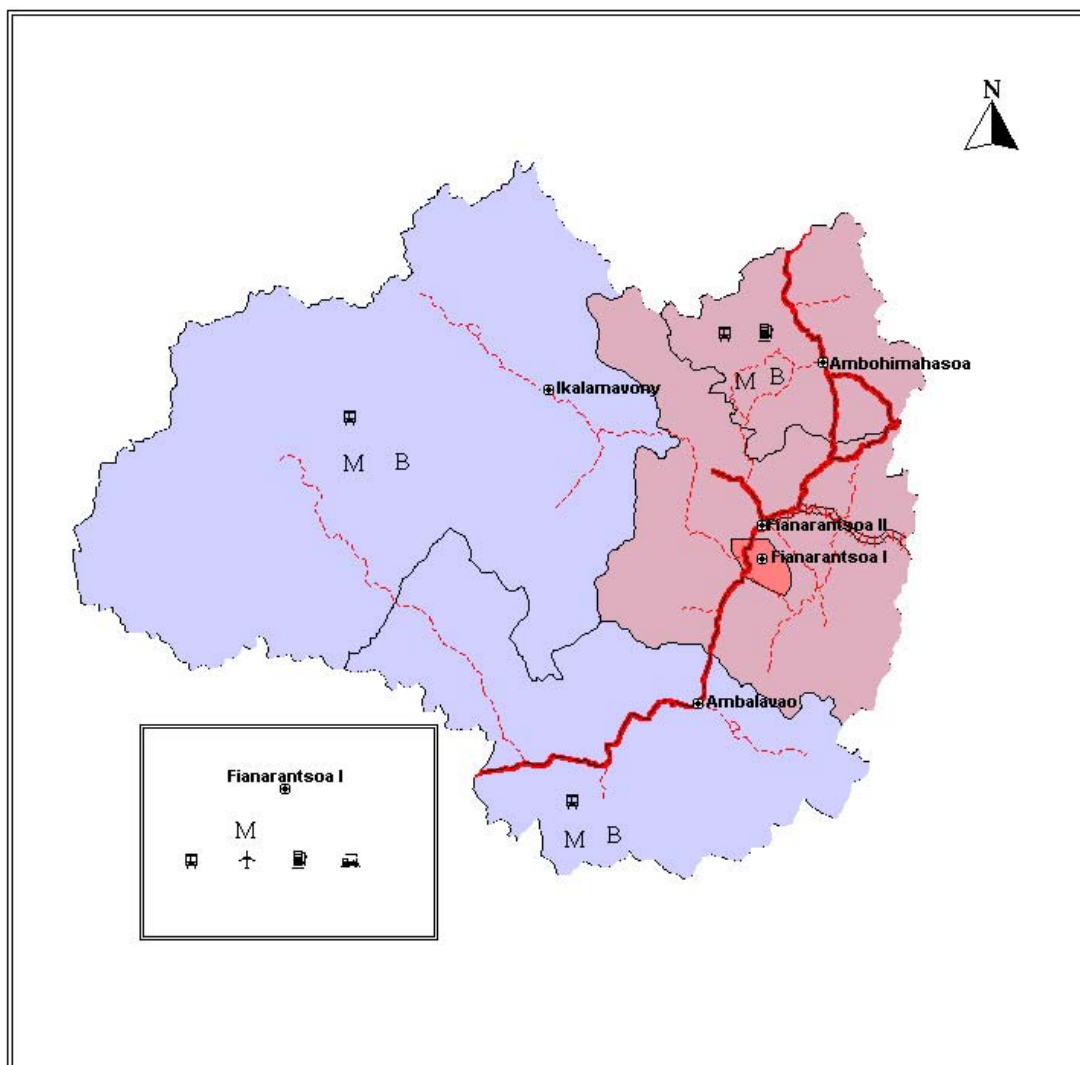 N
Ambohimahasoa
M B
Ikalamavony
M B
Fianarantsoa II
Fianarantsoa I
Ambalavao
Fianarantsoa I
M
M B